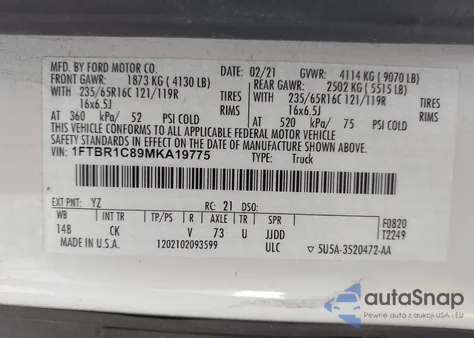 MFD. BY FORD MOTOR CO. 02/21 GVWR: 4114 KG ( 9070 LB)
FRONT GAWR: 1873 KG ( 4130 LB) REAR GAWR: 2502 KG ( 5515 LB)
WITH 235/65R16C 121/119R TIRES WITH 235/65R16C 121/119R TIRES
16x6.5J RIMS 16x6.5J RIMS
AT 360 kPa/ 52 PSI COLD AT 520 kPa/ 75 PSI COLD
THIS VEHICLE CONFORMS TO ALL APPLICABLE FEDERAL MOTOR VEHICLE
SAFETY STANDARDS IN EFFECT ON THE DATE OF MANUFACTURE SHOWN ABOVE.
VIN: 1FTBR1C89MKA19775 TYPE: Truck
EXT PNT: YZ RC: 21 DSO:
WB INT TR TP/PS R AXLE TR SPR F0820
148 CK V 73 U JJDD T2249
MADE IN U.S.A. 1202102093599 ULC 5U5A-3520472-AA
autoSnap
Pojazdy do zakupu z aukcji USA i EU